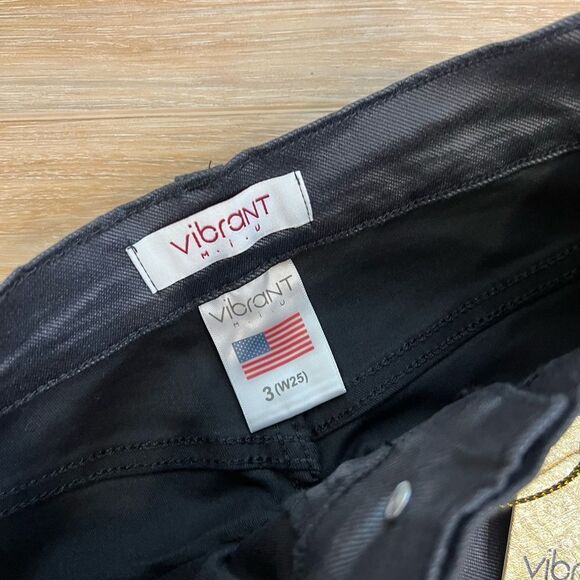 vibrant
M.I.U
vibrant
M I U
3 (W25)
vibr